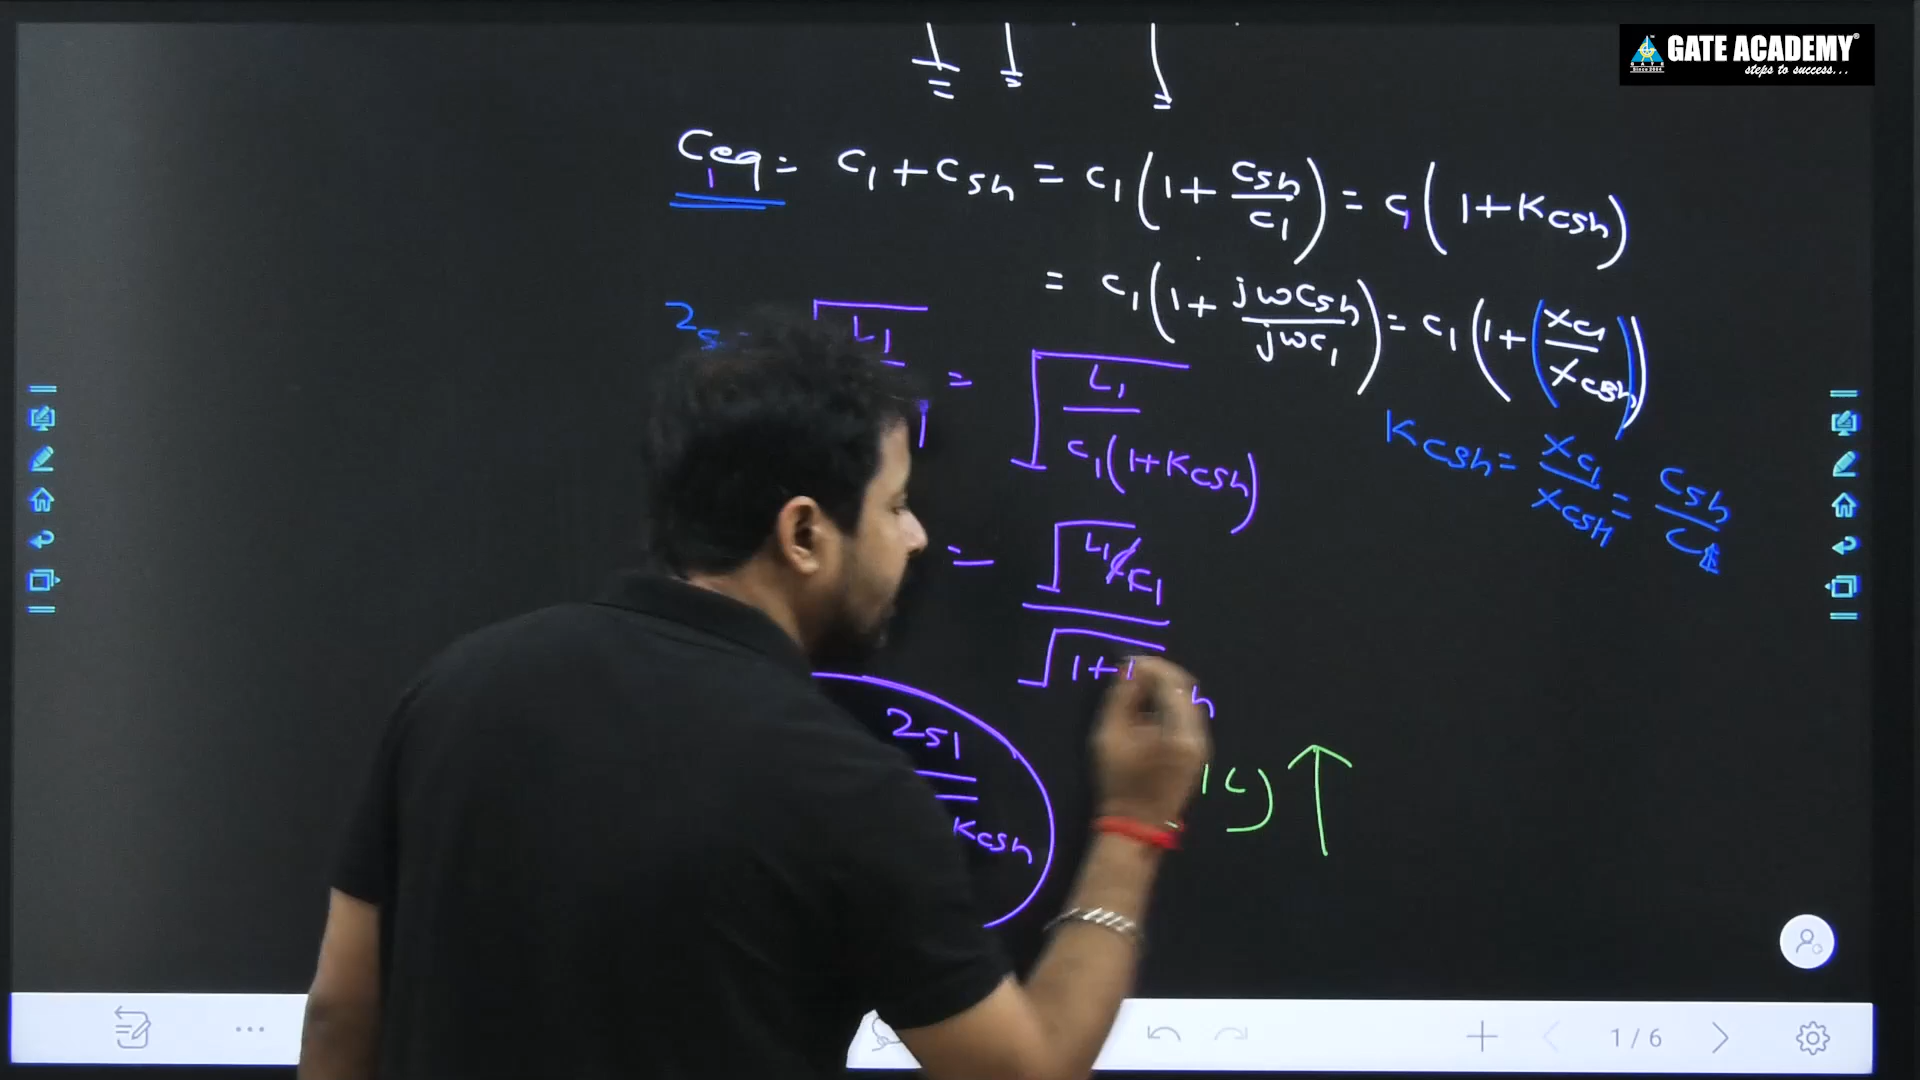 GATE ACADEMY®
steps to success...
Ceq1 = C1 + Csh = C1 (1 + Csh/C1) = C1 (1 + Kcsh)
= C1 (1 + jωCsh/jωC1) = C1 (1 + (Xc1/Xcsh))
L1
= √(L1/C1(1+Kcsh))
Kcsh = Xc1/XcsH = Csh/C1
= √(L1/C1)/√(1+
h
Zs1
Kcsh
1 / 6